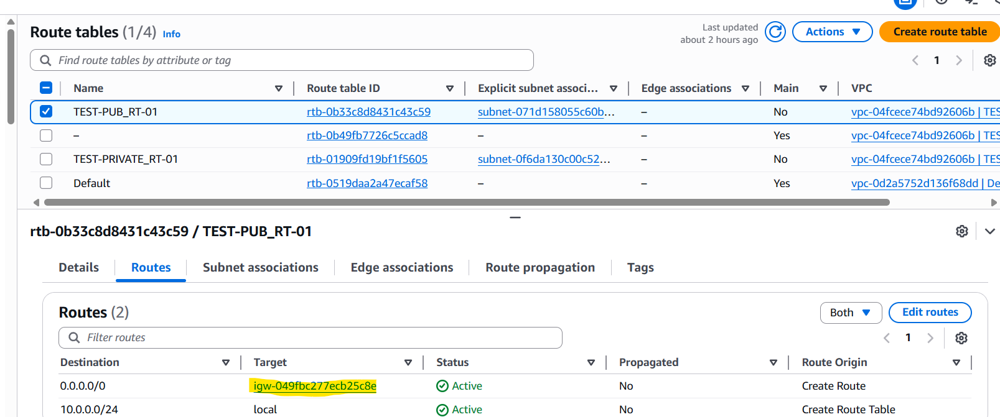 Route tables (1/4) Info
Last updated
about 2 hours ago
Actions
Create route table
Find route tables by attribute or tag
1
Name Route table ID Explicit subnet associ... Edge associations Main VPC
TEST-PUB_RT-01 rtb-0b33c8d8431c43c59 subnet-071d158055c60b... – No vpc-04fcece74bd92606b | TES
– rtb-0b49fb7726c5ccad8 – – Yes vpc-04fcece74bd92606b | TES
TEST-PRIVATE_RT-01 rtb-01909fd19bf1f5605 subnet-0f6da130c00c52... – No vpc-04fcece74bd92606b | TES
Default rtb-0519daa2a47ecaf58 – – Yes vpc-0d2a5752d136f68dd | De
rtb-0b33c8d8431c43c59 / TEST-PUB_RT-01
Details Routes Subnet associations Edge associations Route propagation Tags
Routes (2)
Both
Edit routes
Filter routes
1
Destination Target Status Propagated Route Origin
0.0.0.0/0 igw-049fbc277ecb25c8e Active No Create Route
10.0.0.0/24 local Active No Create Route Table